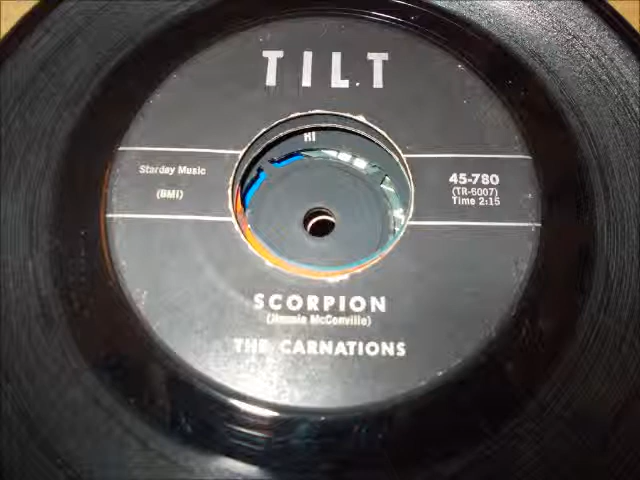 TILT
HI
Starday Music
(BMI)
45-780
(TR-6007)
Time 2:15
SCORPION
(Jimmie McConville)
THE CARNATIONS